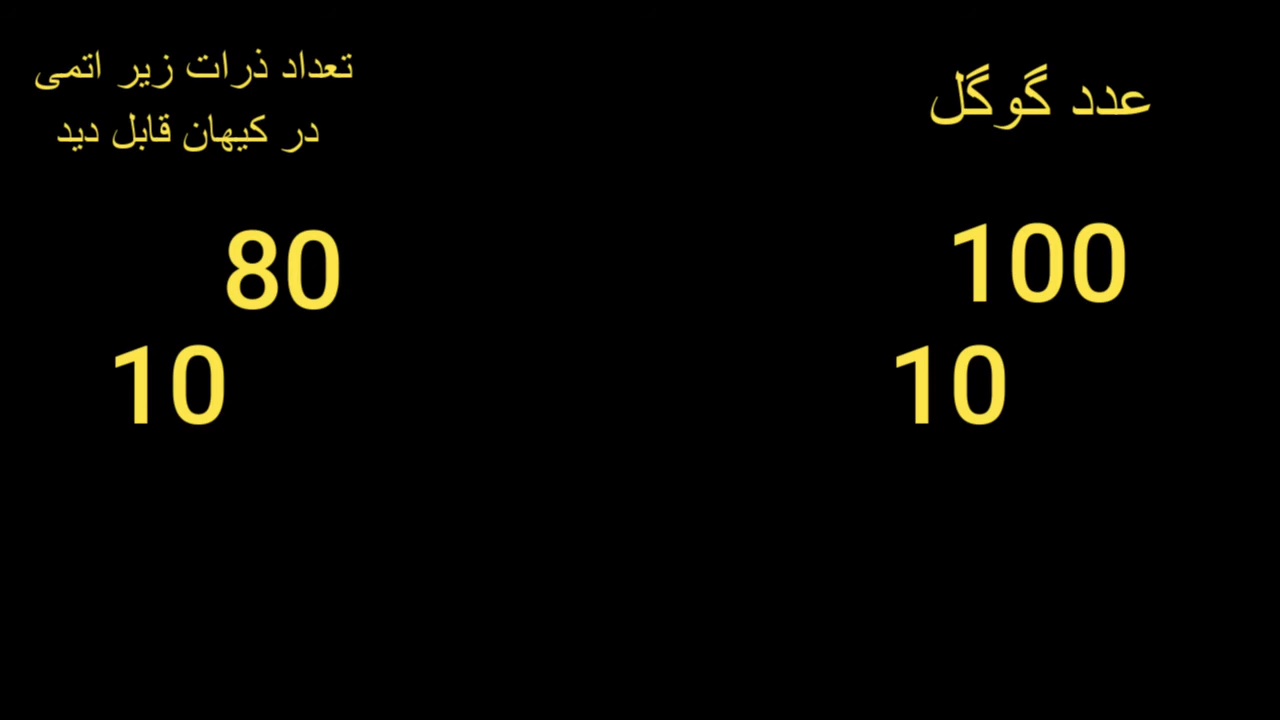 عدد گوگل
100
10
تعداد ذرات زیر اتمی
در کیهان قابل دید
80
10